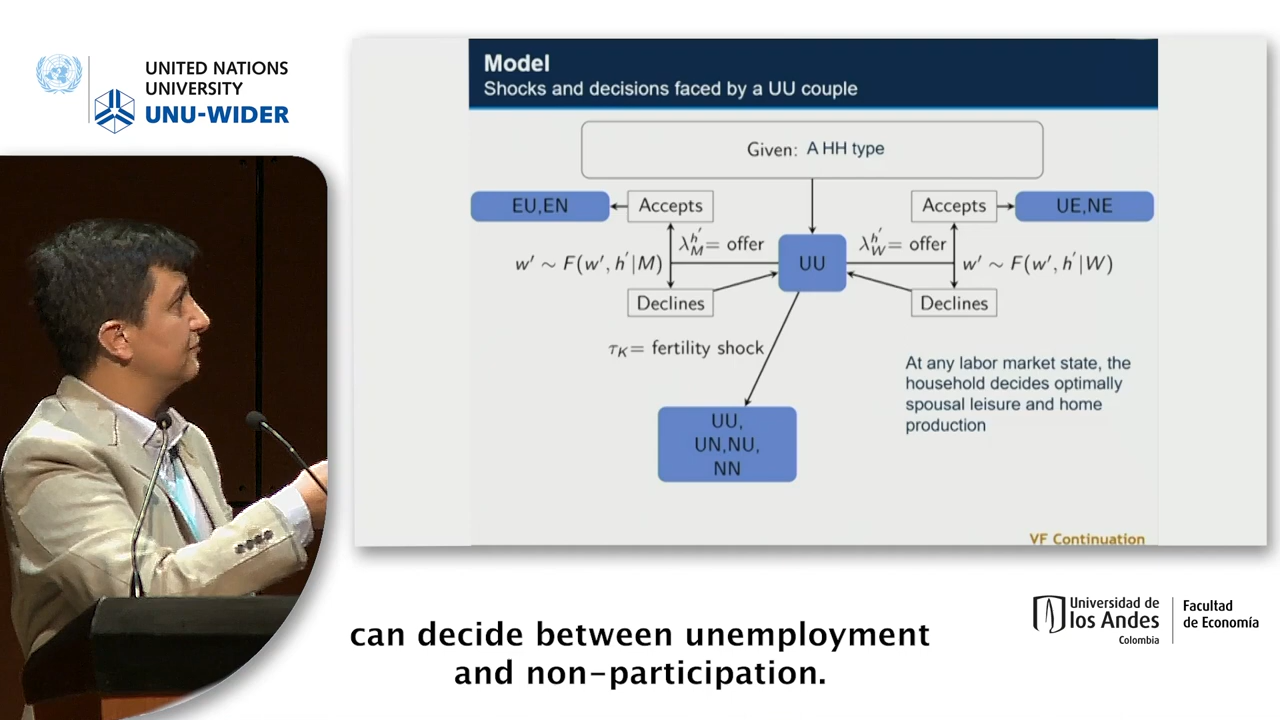 UNITED NATIONS
UNIVERSITY
UNU-WIDER
Model
Shocks and decisions faced by a UU couple
Given: A HH type
EU,EN
Accepts
Accepts
UE,NE
λ_M^{h'} = offer
λ_W^{h'} = offer
w' ~ F(w', h'|M)
UU
w' ~ F(w', h'|W)
Declines
Declines
τ_K = fertility shock
At any labor market state, the
household decides optimally
spousal leisure and home
production
UU,
UN,NU,
NN
VF Continuation
can decide between unemployment
and non-participation.
Universidad de
los Andes
Colombia
Facultad
de Economía